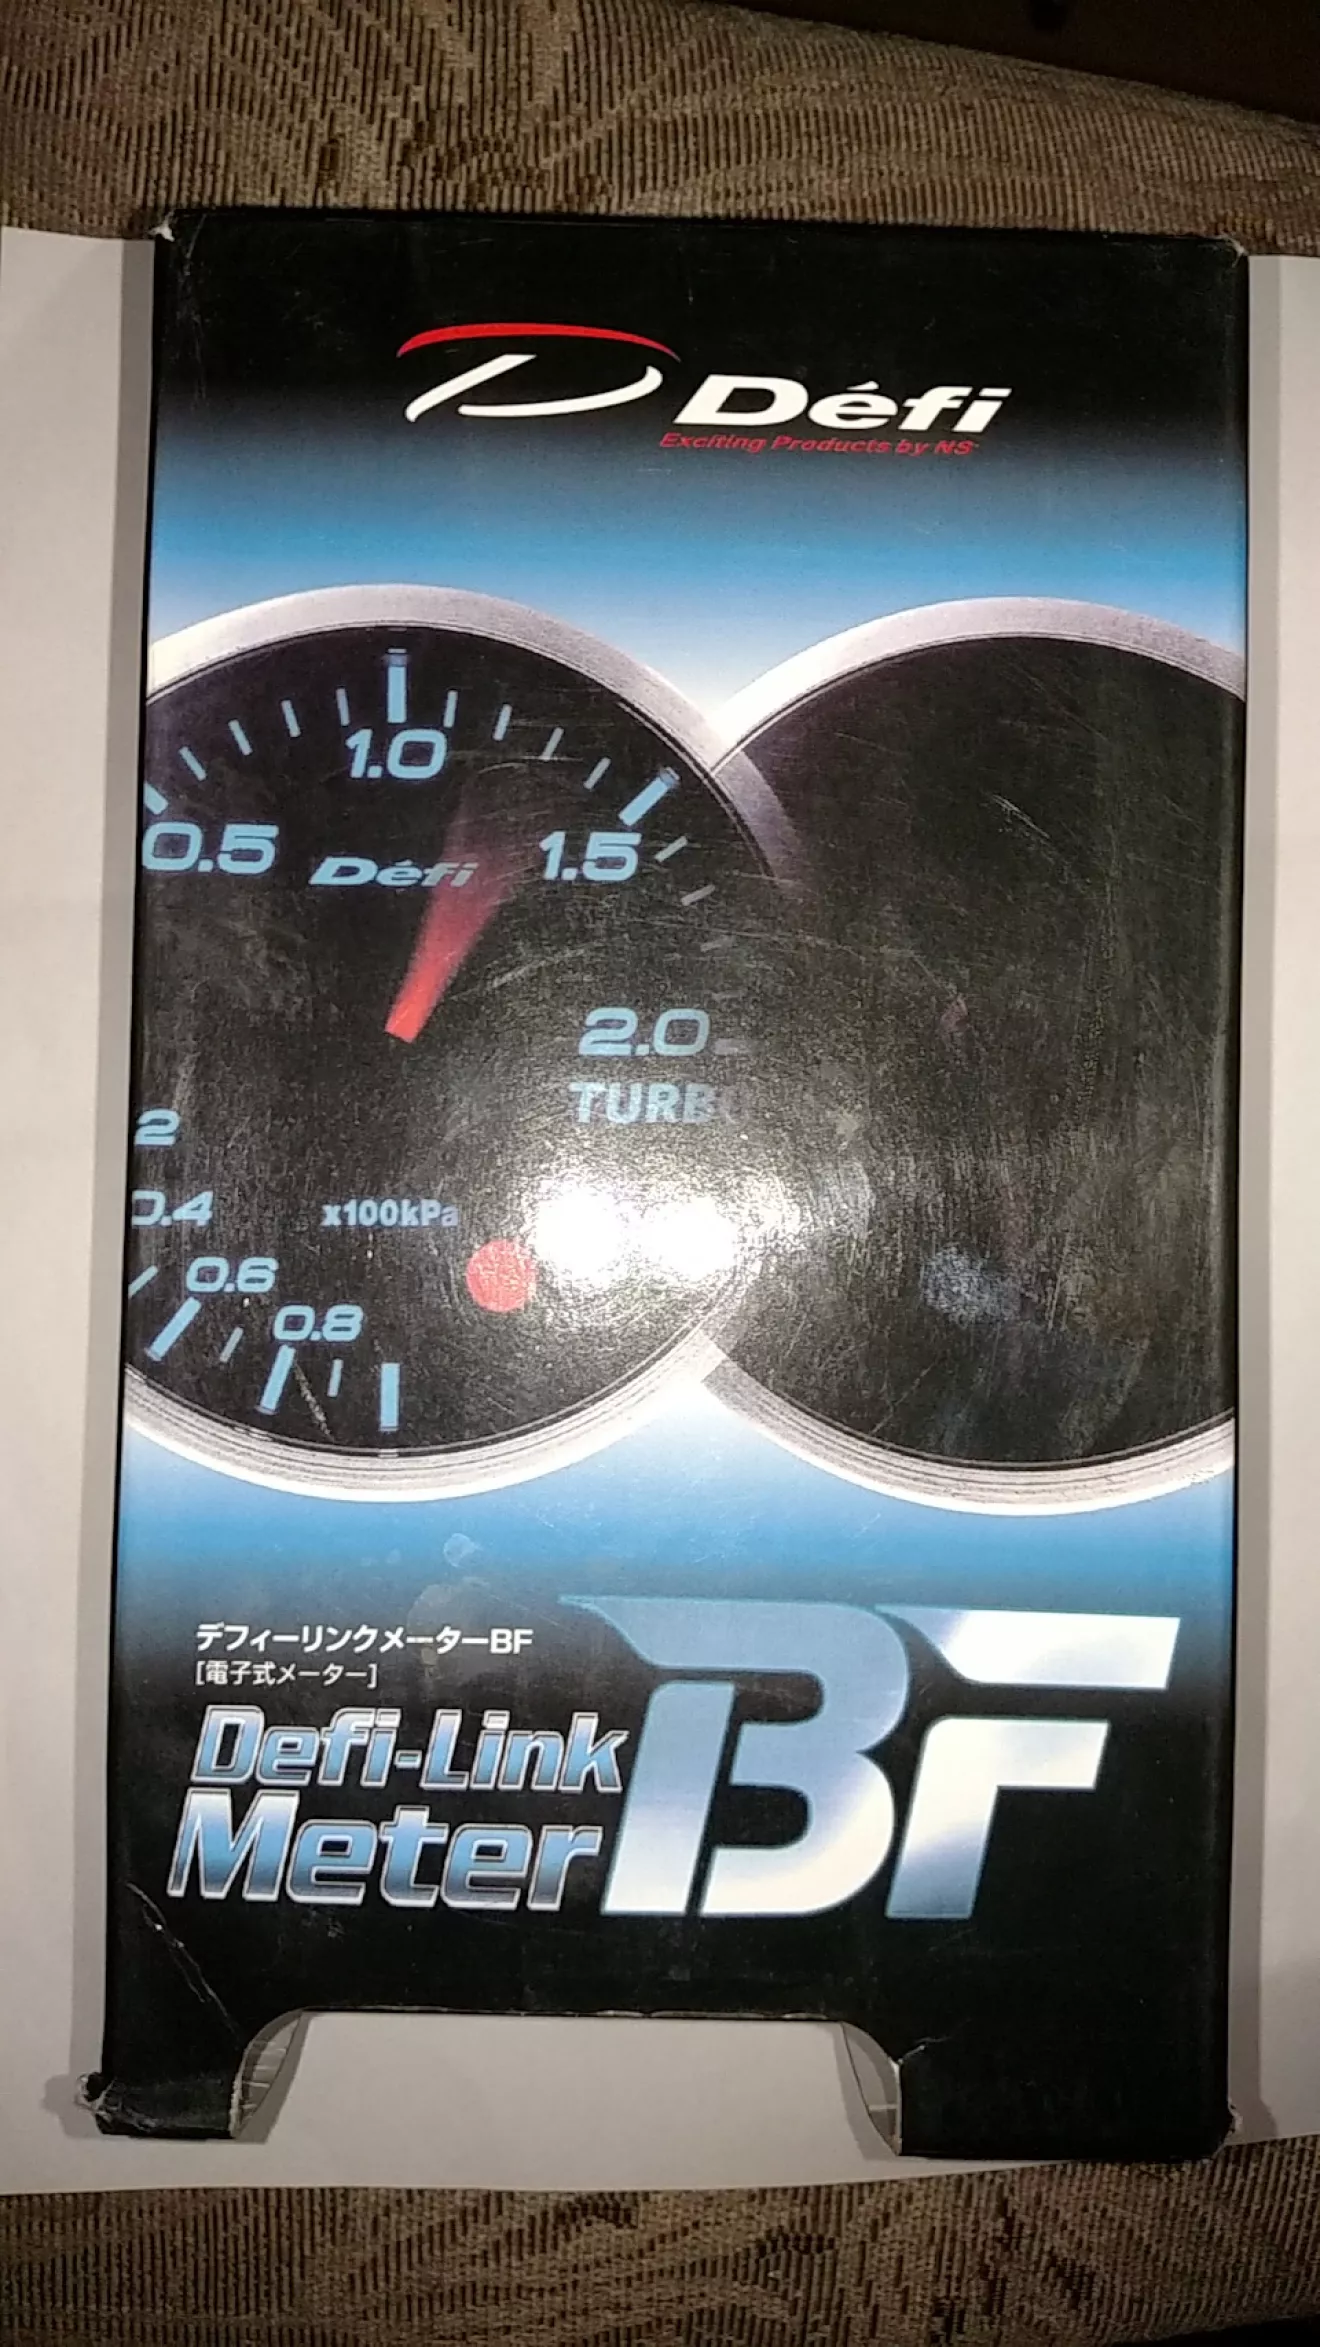 Défi
Exciting Products by NS
1.0
0.5
Défi
1.5
2.0
TURB
2
0.4
x100kPa
0.6
0.8
デフィーリンクメーターBF
[電子式メーター]
BF
Defi-Link
Meter